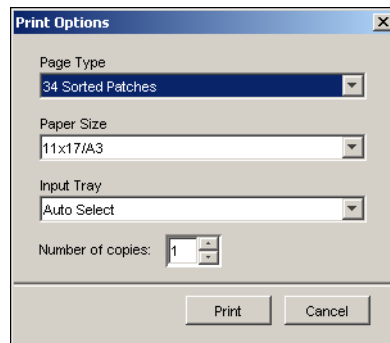 Print Options
Page Type
34 Sorted Patches
Paper Size
11x17/A3
Input Tray
Auto Select
Number of copies: 1
Print Cancel